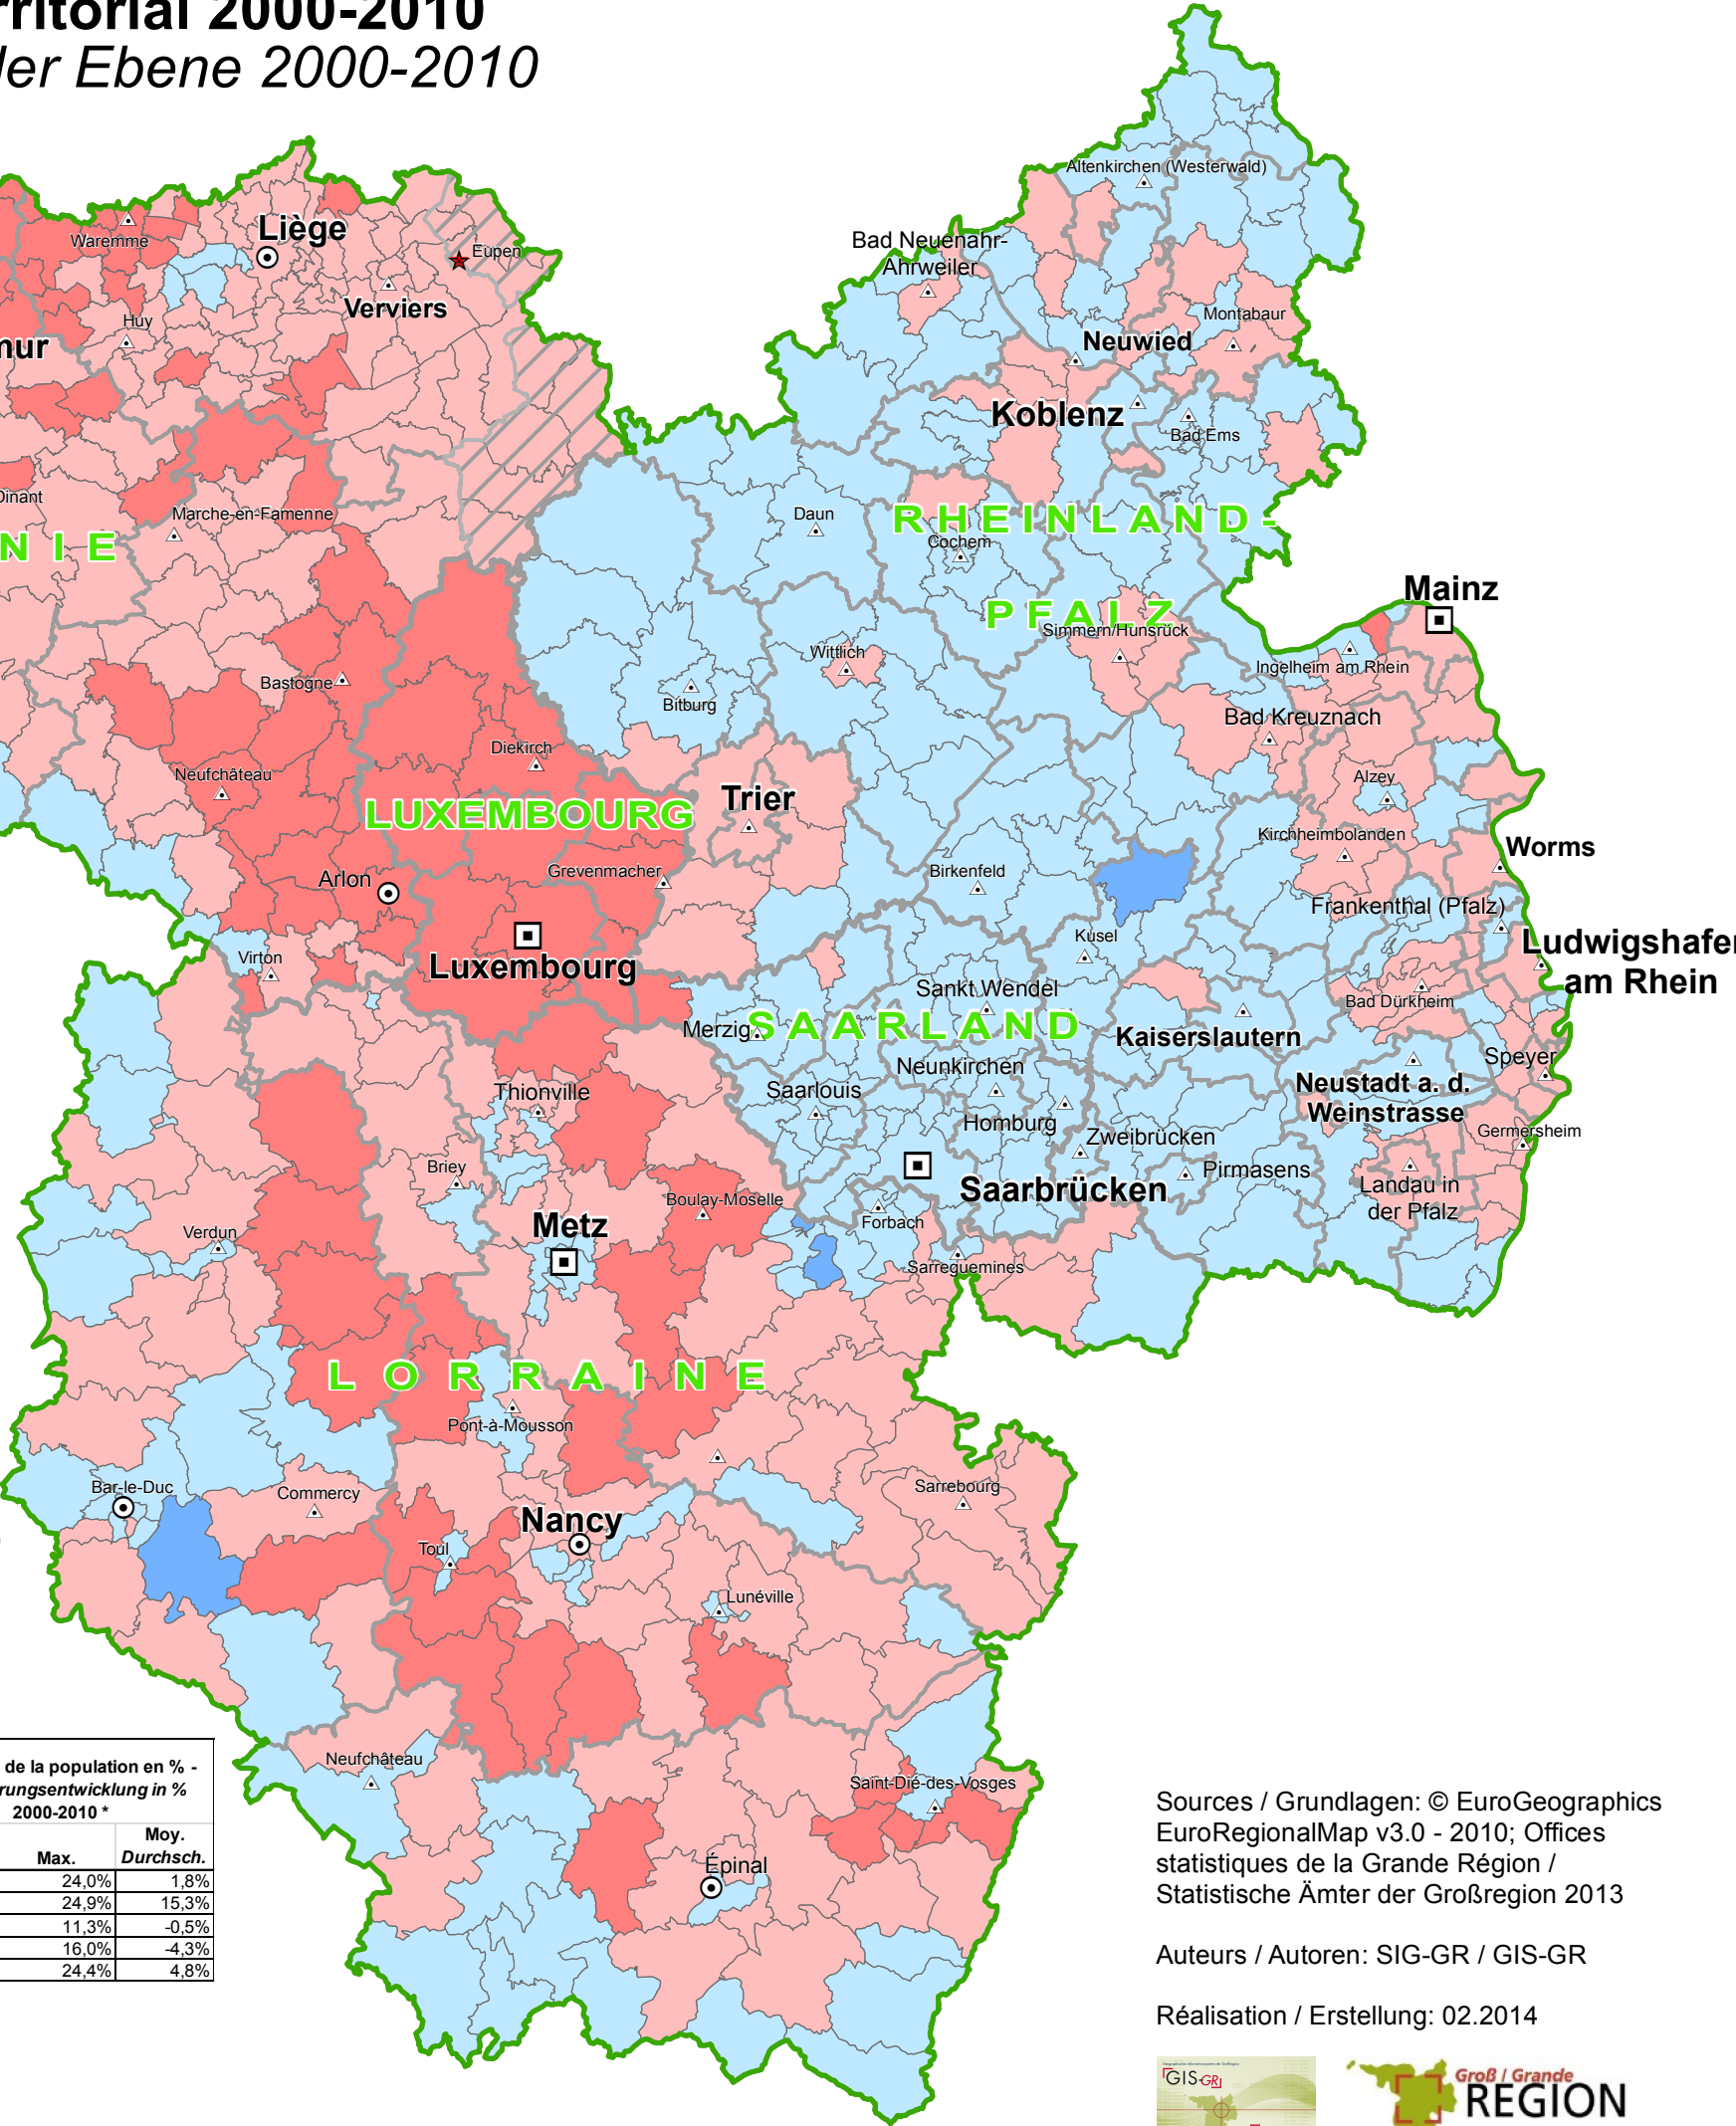 rritorial 2000-2010
ler Ebene 2000-2010
Altenkirchen (Westerwald)
Liège
Waremme
Eupen
Bad Neuenahr-
Ahrweiler
Verviers
Huy
Montabaur
Neuwied
mur
Koblenz
Bad Ems
Dinant
Marche-en-Famenne
NIE
Daun
RHEINLAND-
Cochem
PFALZ
Mainz
Simmern/Hunsrück
Wittlich
Ingelheim am Rhein
Bastogne
Bitburg
Bad Kreuznach
Diekirch
Neufchâteau
Alzey
LUXEMBOURG
Trier
Kirchheimbolanden
Worms
Grevenmacher
Arlon
Birkenfeld
Frankenthal (Pfalz)
Kusel
Ludwigshafen
am Rhein
Virton
Luxembourg
Sankt Wendel
Bad Dürkheim
Merzig
SAARLAND
Kaiserslautern
Neunkirchen
Speyer
Thionville
Saarlouis
Neustadt a. d.
Weinstrasse
Homburg
Zweibrücken
Germersheim
Briey
Pirmasens
Saarbrücken
Landau in
der Pfalz
Boulay-Moselle
Forbach
Verdun
Metz
Sarreguemines
LORRAINE
Pont-à-Mousson
Bar-le-Duc
Commercy
Sarrebourg
Nancy
Toul
Lunéville
Neufchâteau
Saint-Dié-des-Vosges
Épinal
de la population en % -
rungsentwicklung in %
2000-2010 *
Max. Moy.
Durchsch.
24,0% 1,8%
24,9% 15,3%
11,3% -0,5%
16,0% -4,3%
24,4% 4,8%
Sources / Grundlagen: © EuroGeographics
EuroRegionalMap v3.0 - 2010; Offices
statistiques de la Grande Région /
Statistische Ämter der Großregion 2013
Auteurs / Autoren: SIG-GR / GIS-GR
Réalisation / Erstellung: 02.2014
GIS-GR
Groß / Grande
REGION